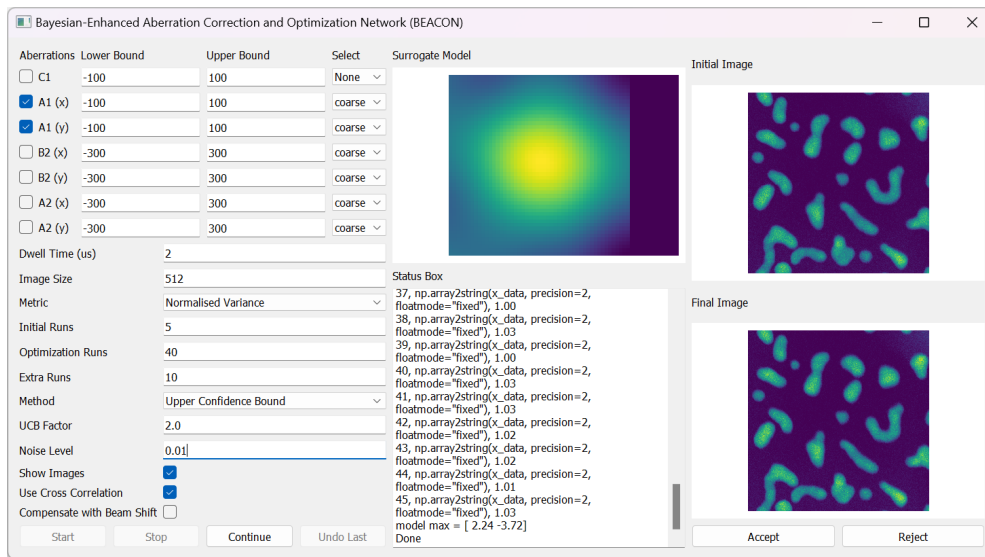 Bayesian-Enhanced Aberration Correction and Optimization Network (BEACON)
Aberrations Lower Bound Upper Bound Select
C1 -100 100 None
A1 (x) -100 100 coarse
A1 (y) -100 100 coarse
B2 (x) -300 300 coarse
B2 (y) -300 300 coarse
A2 (x) -300 300 coarse
A2 (y) -300 300 coarse
Dwell Time (us) 2
Image Size 512
Metric Normalised Variance
Initial Runs 5
Optimization Runs 40
Extra Runs 10
Method Upper Confidence Bound
UCB Factor 2.0
Noise Level 0.01
Show Images
Use Cross Correlation
Compensate with Beam Shift
Start Stop Continue Undo Last
Surrogate Model
Status Box
37, np.array2string(x_data, precision=2,
floatmode="fixed"), 1.00
38, np.array2string(x_data, precision=2,
floatmode="fixed"), 1.03
39, np.array2string(x_data, precision=2,
floatmode="fixed"), 1.00
40, np.array2string(x_data, precision=2,
floatmode="fixed"), 1.03
41, np.array2string(x_data, precision=2,
floatmode="fixed"), 1.03
42, np.array2string(x_data, precision=2,
floatmode="fixed"), 1.02
43, np.array2string(x_data, precision=2,
floatmode="fixed"), 1.02
44, np.array2string(x_data, precision=2,
floatmode="fixed"), 1.01
45, np.array2string(x_data, precision=2,
floatmode="fixed"), 1.03
model max = [ 2.24 -3.72]
Done
Initial Image
Final Image
Accept Reject